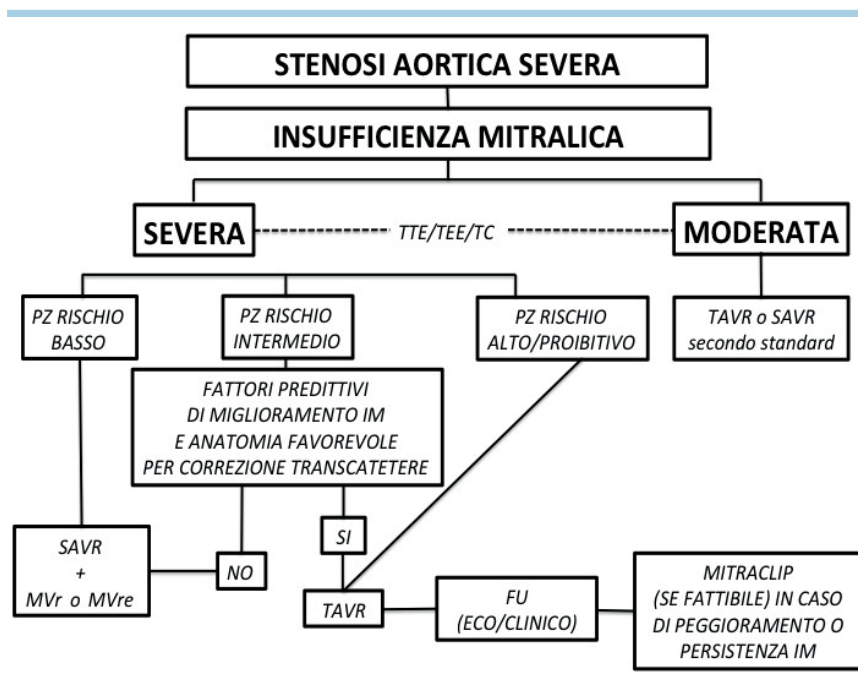 STENOSI AORTICA SEVERA
INSUFFICIENZA MITRALICA
SEVERA
TTE/TEE/TC
MODERATA
PZ RISCHIO
BASSO
PZ RISCHIO
INTERMEDIO
PZ RISCHIO
ALTO/PROIBITIVO
TAVR o SAVR
secondo standard
FATTORI PREDITTIVI
DI MIGLIORAMENTO IM
E ANATOMIA FAVOREVOLE
PER CORREZIONE TRANSCATETERE
SAVR
+
MVr o MVre
NO
SI
TAVR
FU
(ECO/CLINICO)
MITRACLIP
(SE FATTIBILE) IN CASO
DI PEGGIORAMENTO O
PERSISTENZA IM